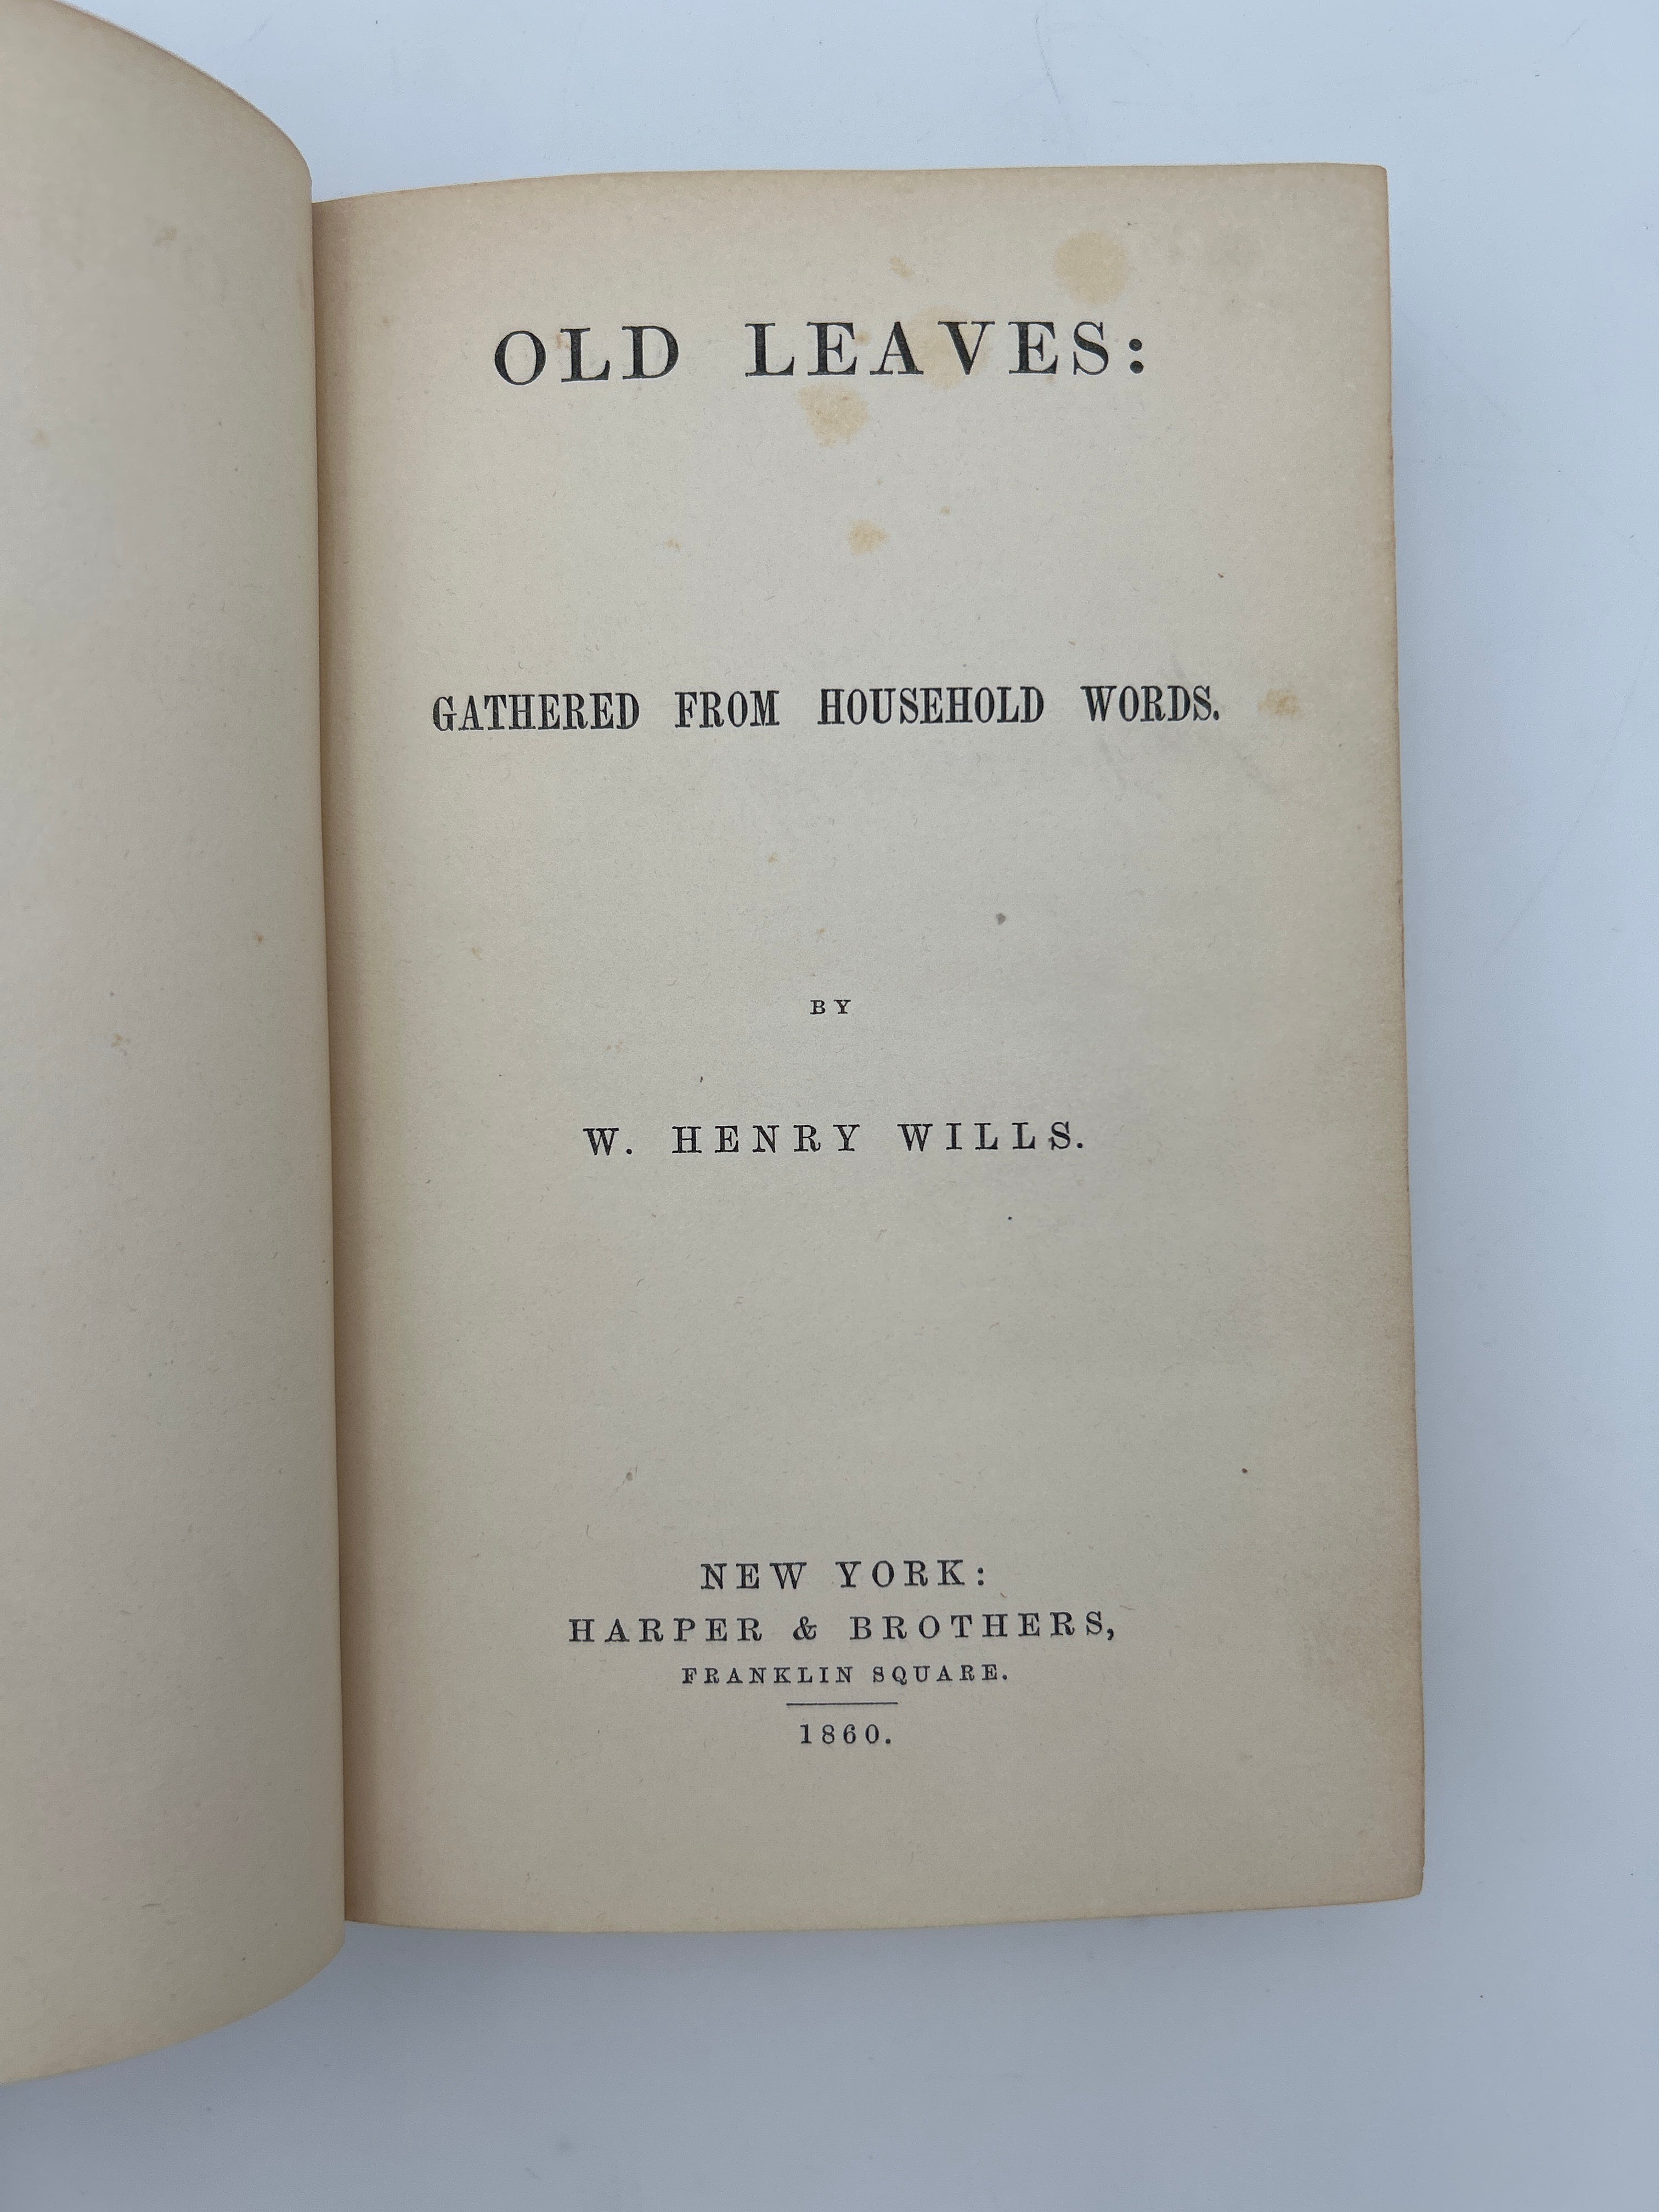 OLD LEAVES:
GATHERED FROM HOUSEHOLD WORDS.
BY
W. HENRY WILLS.
NEW YORK:
HARPER & BROTHERS,
FRANKLIN SQUARE.
1860.